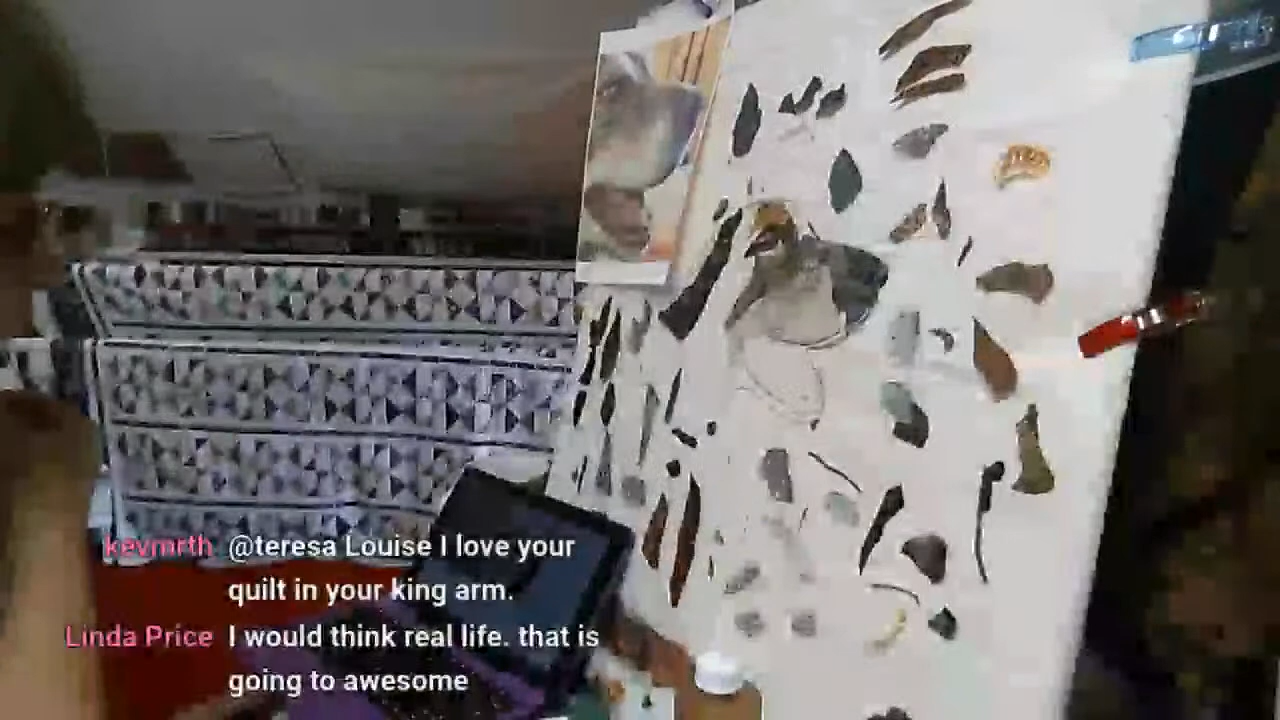 kevmrth @teresa Louise I love your
quilt in your king arm.
Linda Price I would think real life. that is
going to awesome